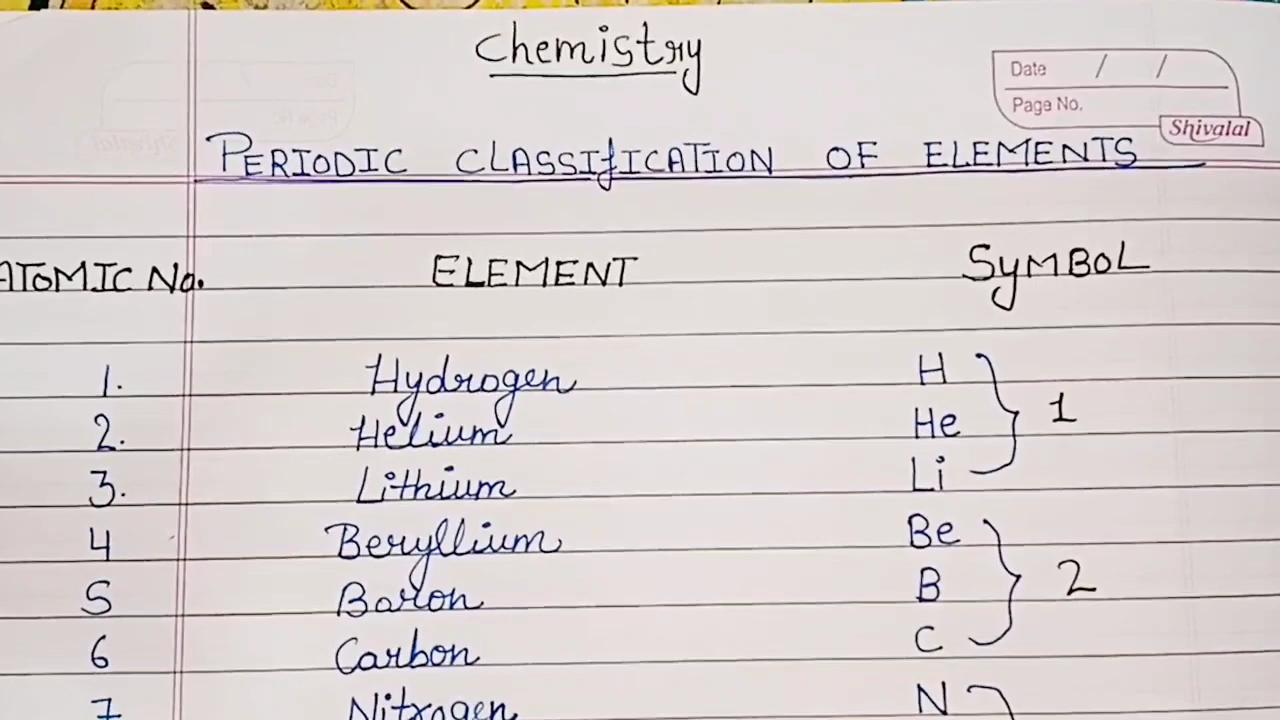 Chemistry
Date / /
Page No.
Shivalal
PERIODIC CLASSIfICATION OF ELEMENTS
ATOMIC No. ELEMENT SyMBOL
1. Hydrogen H
2. Helium He 1
3. Lithium Li
4 Beryllium Be
5 Baron B 2
6 Carbon C
7 Nitrogen N